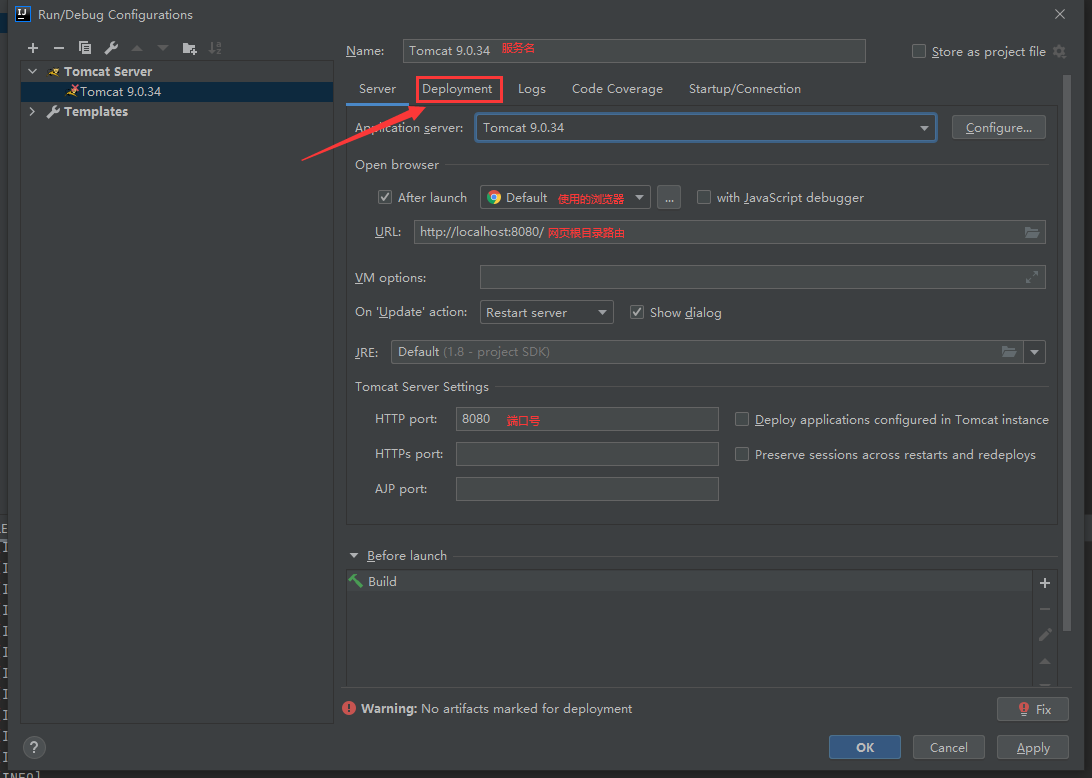 Run/Debug Configurations
Name: Tomcat 9.0.34 服务名 Store as project file
Tomcat Server
Tomcat 9.0.34
Templates
Server Deployment Logs Code Coverage Startup/Connection
Application server: Tomcat 9.0.34 Configure...
Open browser
After launch Default 使用的浏览器 ... with JavaScript debugger
URL: http://localhost:8080/ 网页根目录路由
VM options:
On 'Update' action: Restart server Show dialog
JRE: Default (1.8 - project SDK)
Tomcat Server Settings
HTTP port: 8080 端口号 Deploy applications configured in Tomcat instance
HTTPs port: Preserve sessions across restarts and redeploys
AJP port:
Before launch
Build
Warning: No artifacts marked for deployment Fix
? OK Cancel Apply